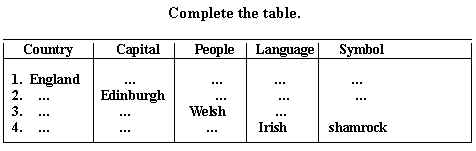 Complete the table.
Country Capital People Language Symbol
1. England ... ... ... ...
2. ... Edinburgh ... ... ...
3. ... ... Welsh ...
4. ... ... ... Irish shamrock